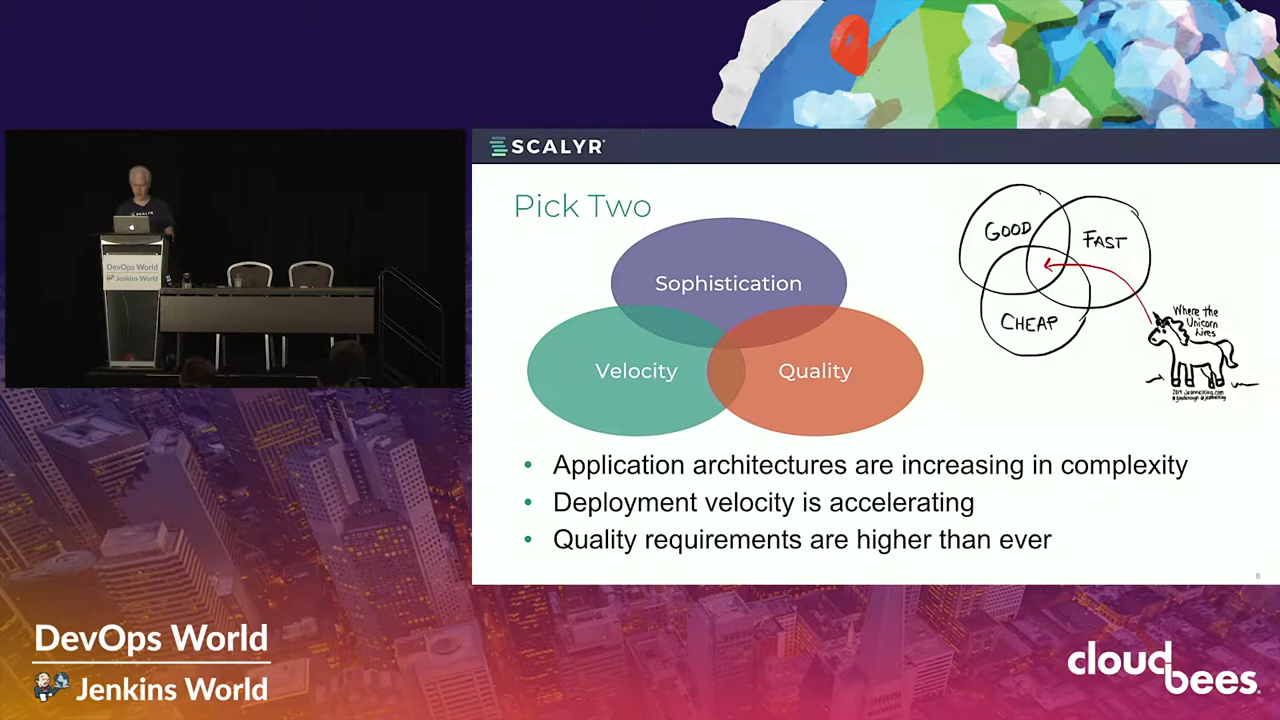 SCALYR
Pick Two
Sophistication
Velocity
Quality
GOOD
FAST
CHEAP
Where the
Unicorn
Lives
• Application architectures are increasing in complexity
• Deployment velocity is accelerating
• Quality requirements are higher than ever
8
SCALYR
DevOps World
Jenkins World
DevOps World
Jenkins World
cloudbees.